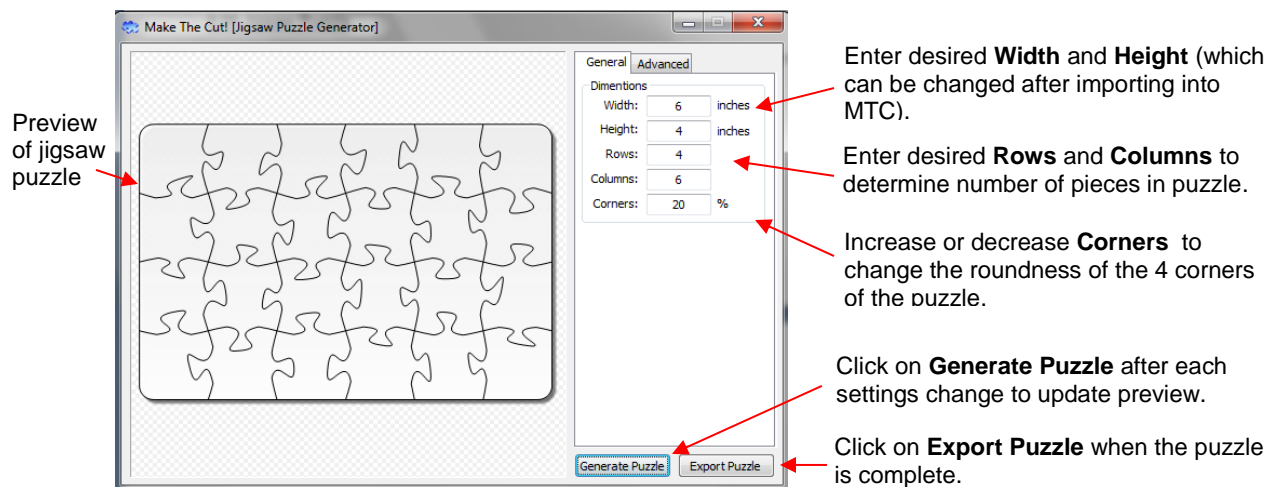 Make The Cut! [Jigsaw Puzzle Generator]
Preview
of jigsaw
puzzle
General Advanced
Dimentions
Width: 6 inches
Height: 4 inches
Rows: 4
Columns: 6
Corners: 20 %
Generate Puzzle Export Puzzle
Enter desired Width and Height (which
can be changed after importing into
MTC).
Enter desired Rows and Columns to
determine number of pieces in puzzle.
Increase or decrease Corners to
change the roundness of the 4 corners
of the puzzle.
Click on Generate Puzzle after each
settings change to update preview.
Click on Export Puzzle when the puzzle
is complete.